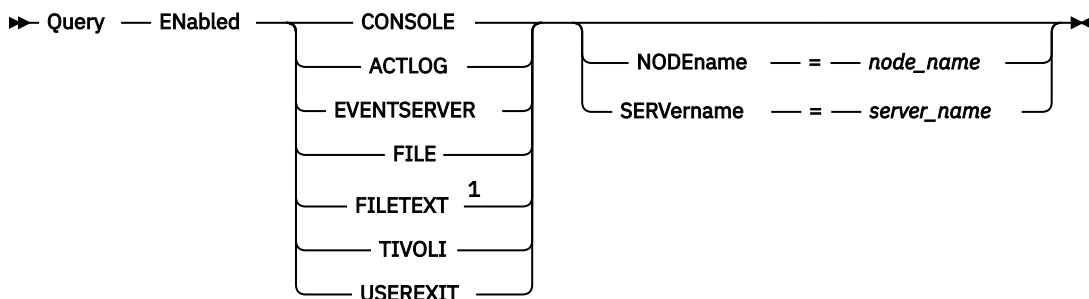 Query ENabled CONSOLE
ACTLOG
EVENTSERVER
FILE
FILETEXT 1
TIVOLI
USEREXIT
NODEname = node_name
SERVername = server_name